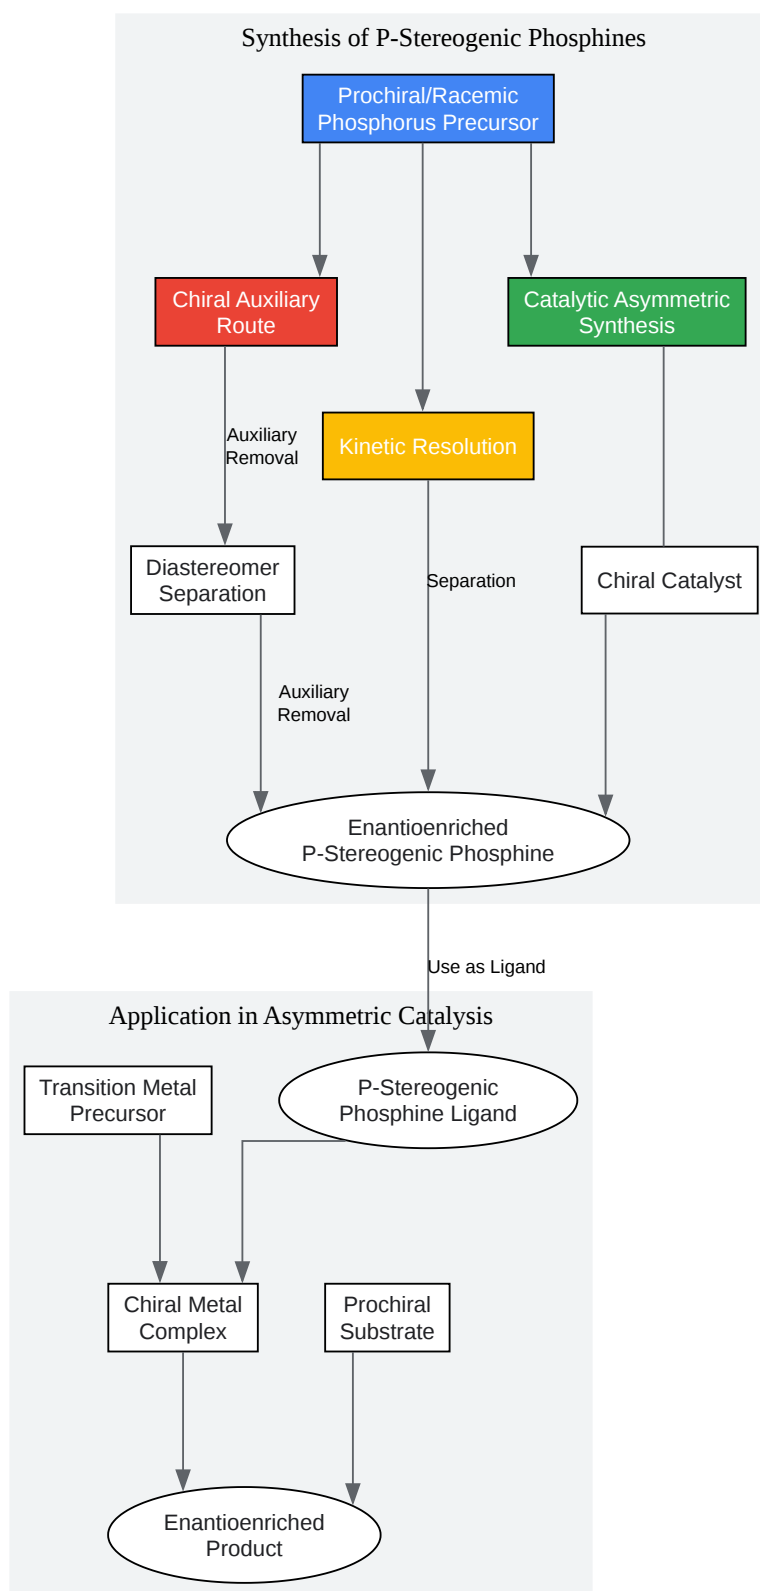 Synthesis of P-Stereogenic Phosphines
Prochiral/Racemic
Phosphorus Precursor
Chiral Auxiliary
Route
Catalytic Asymmetric
Synthesis
Auxiliary
Removal
Kinetic Resolution
Diastereomer
Separation
Separation
Chiral Catalyst
Auxiliary
Removal
Enantioenriched
P-Stereogenic Phosphine
Use as Ligand
Application in Asymmetric Catalysis
Transition Metal
Precursor
P-Stereogenic
Phosphine Ligand
Chiral Metal
Complex
Prochiral
Substrate
Enantioenriched
Product